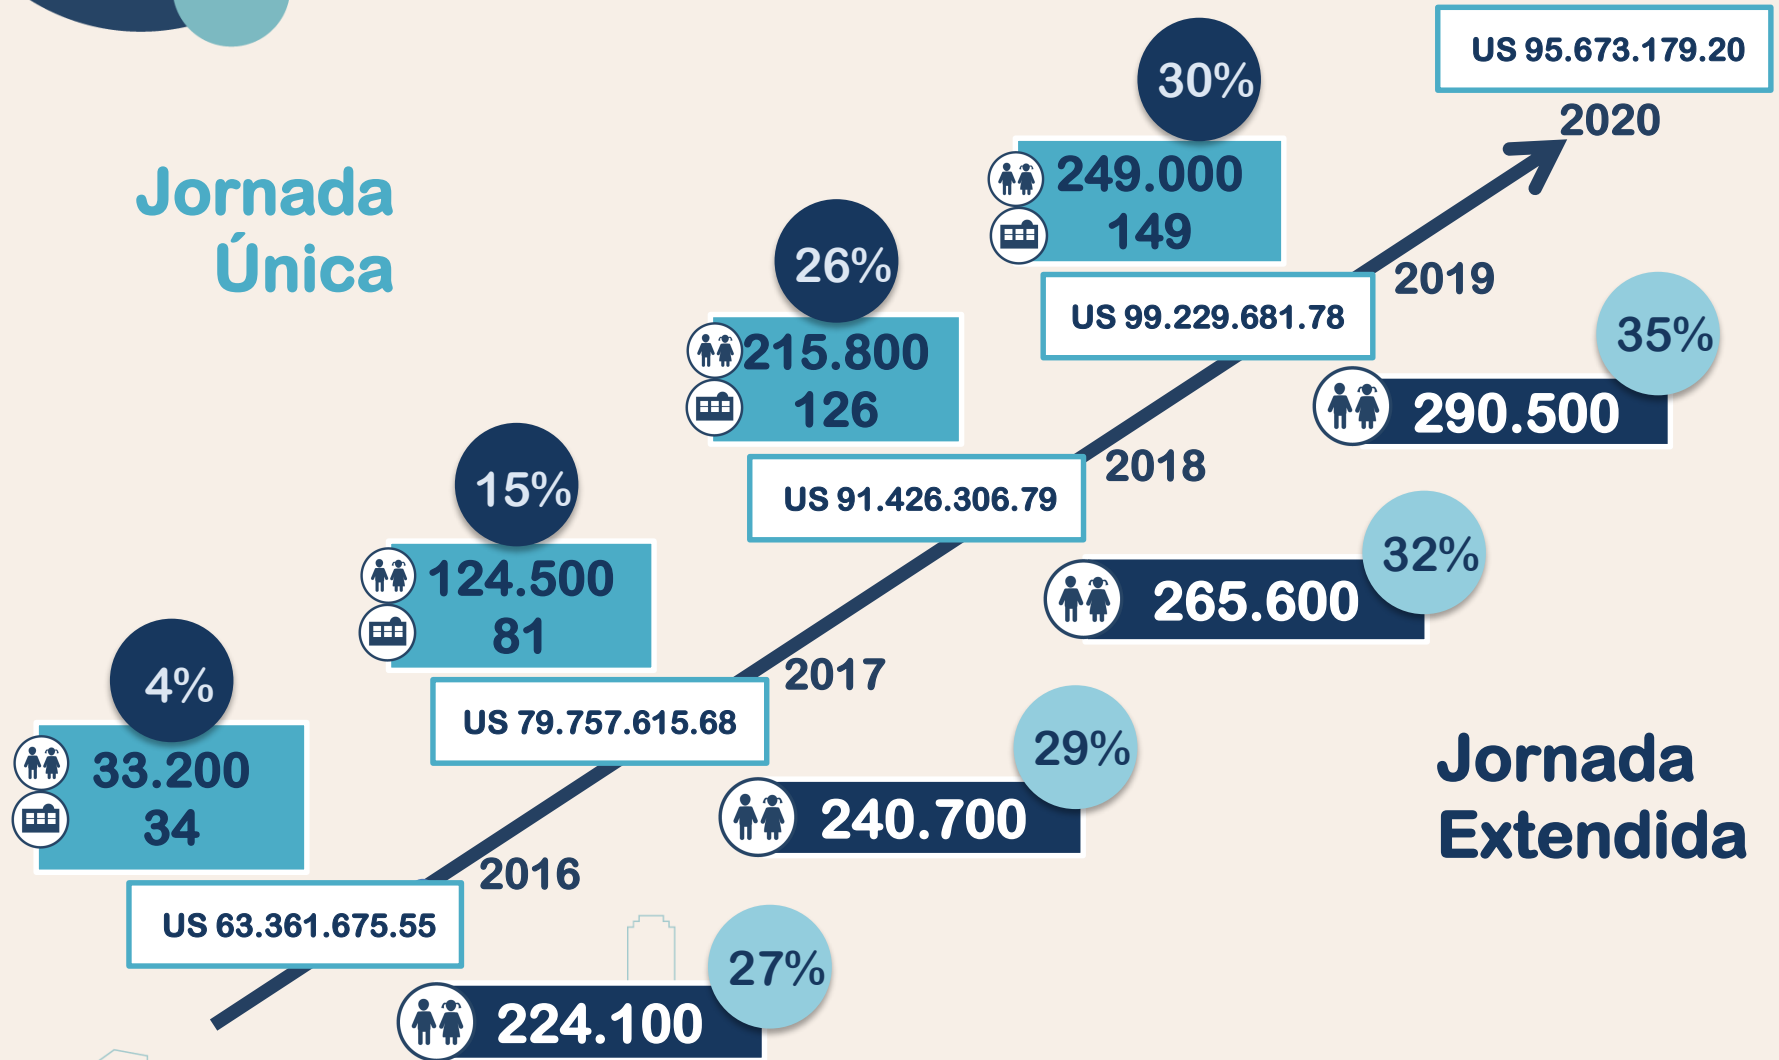 US 95.673.179.20
2020
30%
249.000
149
Jornada
Única
US 99.229.681.78
2019
26%
215.800
126
35%
290.500
US 91.426.306.79
2018
15%
124.500
81
32%
265.600
US 79.757.615.68
2017
4%
33.200
34
29%
240.700
Jornada
Extendida
US 63.361.675.55
2016
27%
224.100